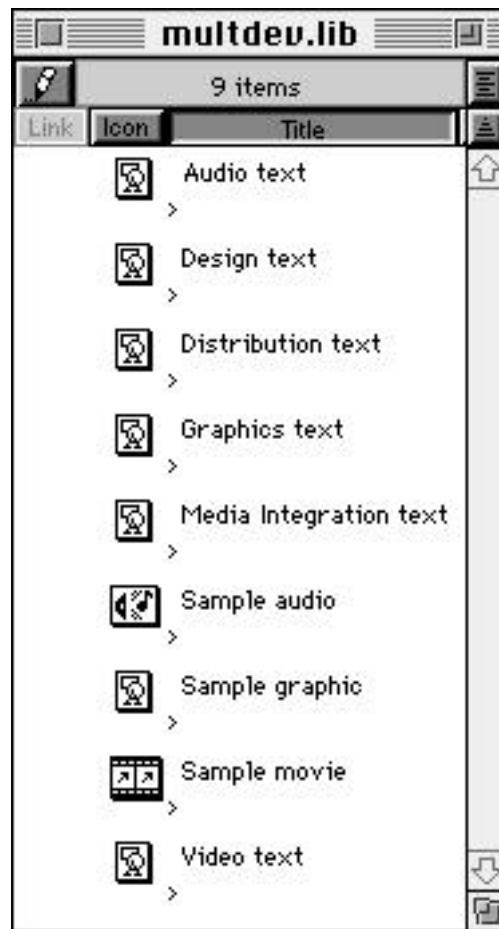 multdev.lib
9 items
Link Icon Title
Audio text
>
Design text
>
Distribution text
>
Graphics text
>
Media Integration text
>
Sample audio
>
Sample graphic
>
Sample movie
>
Video text
>